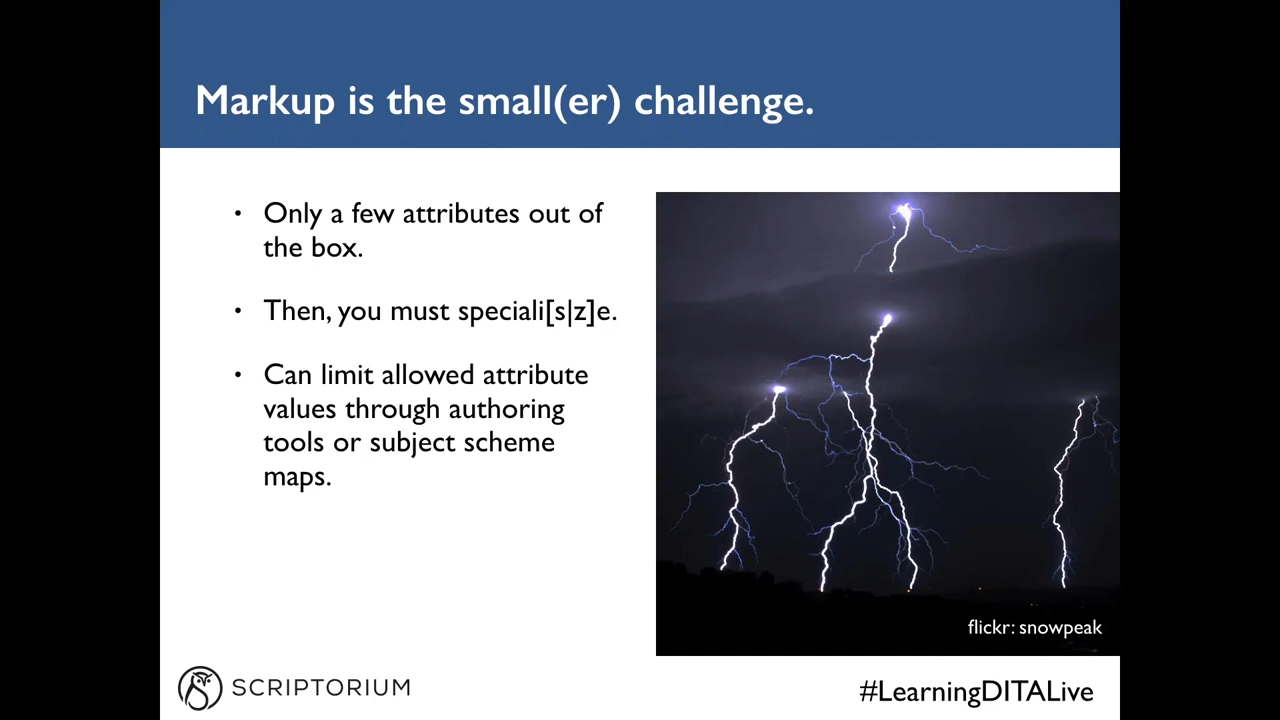 Markup is the small(er) challenge.
• Only a few attributes out of
the box.
• Then, you must speciali[s|z]e.
• Can limit allowed attribute
values through authoring
tools or subject scheme
maps.
flickr: snowpeak
SCRIPTORIUM
#LearningDITALive